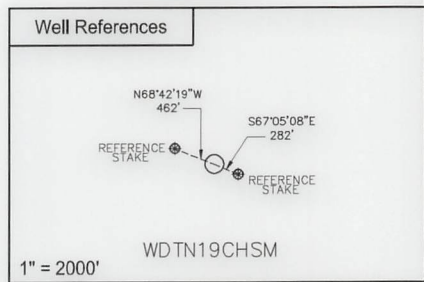 Well References
N68°42'19"W
462'
S67°05'08"E
282'
REFERENCE
STAKE
REFERENCE
STAKE
WDTN19CHSM
1" = 2000'